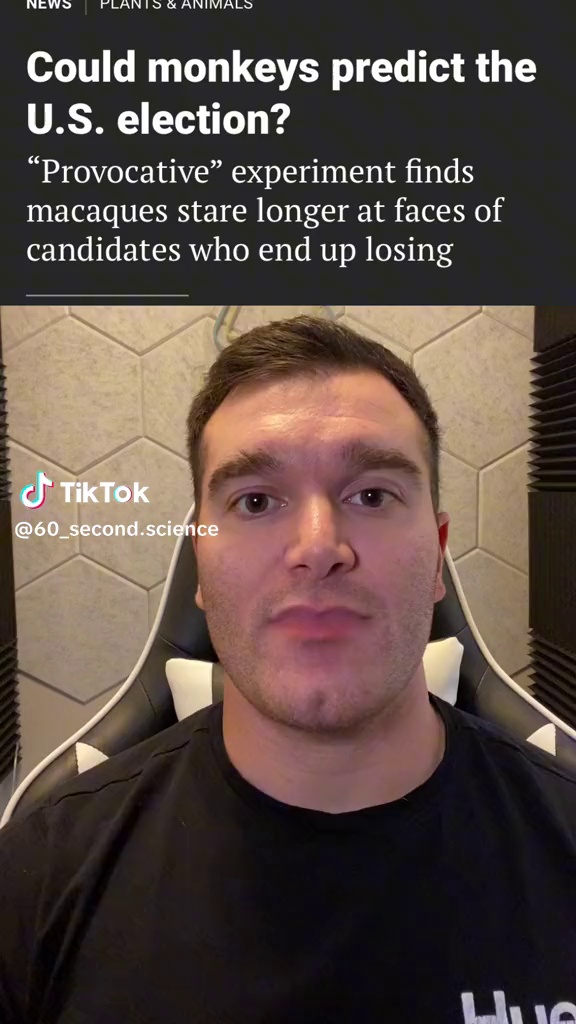 NEWS | PLANTS & ANIMALS
Could monkeys predict the
U.S. election?
“Provocative” experiment finds
macaques stare longer at faces of
candidates who end up losing
TikTok
@60_second.science